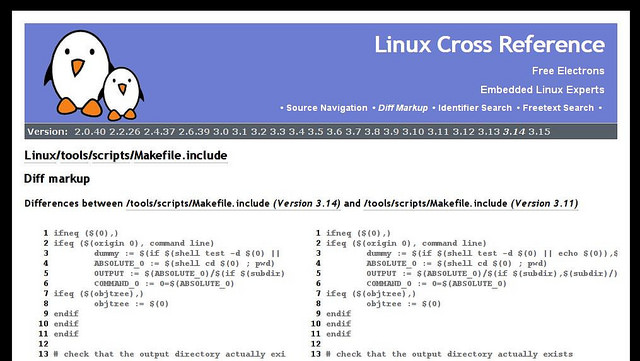 Linux Cross Reference
Free Electrons
Embedded Linux Experts
• Source Navigation • Diff Markup • Identifier Search • Freetext Search •
Version: 2.0.40 2.2.26 2.4.37 2.6.39 3.0 3.1 3.2 3.3 3.4 3.5 3.6 3.7 3.8 3.9 3.10 3.11 3.12 3.13 3.14 3.15
Linux/tools/scripts/Makefile.include
Diff markup
Differences between /tools/scripts/Makefile.include (Version 3.14) and /tools/scripts/Makefile.include (Version 3.11)
1 ifneq ($(O),)
2 ifeq ($(origin O), command line)
3 dummy := $(if $(shell test -d $(O) ||
4 ABSOLUTE_O := $(shell cd $(O) ; pwd)
5 OUTPUT := $(ABSOLUTE_O)/$(if $(subdir)
6 COMMAND_O := O=$(ABSOLUTE_O)
7 ifeq ($(objtree),)
8 objtree := $(O)
9 endif
10 endif
11 endif
12
13 # check that the output directory actually exi
1 ifneq ($(O),)
2 ifeq ($(origin O), command line)
3 dummy := $(if $(shell test -d $(O) || echo $(O)),$
4 ABSOLUTE_O := $(shell cd $(O) ; pwd)
5 OUTPUT := $(ABSOLUTE_O)/$(if $(subdir),$(subdir)/)
6 COMMAND_O := O=$(ABSOLUTE_O)
7 ifeq ($(objtree),)
8 objtree := $(O)
9 endif
10 endif
11 endif
12
13 # check that the output directory actually exists